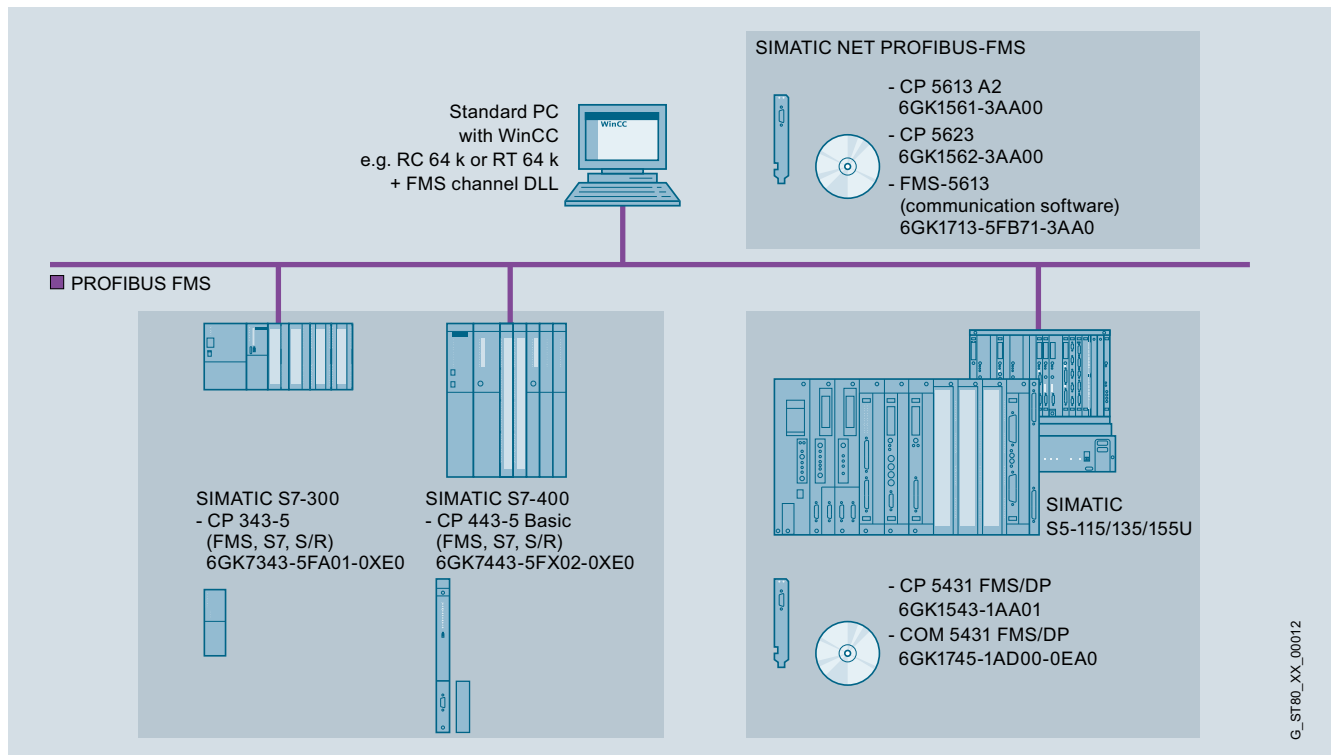 SIMATIC NET PROFIBUS-FMS
- CP 5613 A2
6GK1561-3AA00
- CP 5623
6GK1562-3AA00
- FMS-5613
(communication software)
6GK1713-5FB71-3AA0
Standard PC
with WinCC
e.g. RC 64 k or RT 64 k
+ FMS channel DLL
WinCC
PROFIBUS FMS
SIMATIC S7-300
- CP 343-5
(FMS, S7, S/R)
6GK7343-5FA01-0XE0
SIMATIC S7-400
- CP 443-5 Basic
(FMS, S7, S/R)
6GK7443-5FX02-0XE0
SIMATIC
S5-115/135/155U
- CP 5431 FMS/DP
6GK1543-1AA01
- COM 5431 FMS/DP
6GK1745-1AD00-0EA0
G_ST80_XX_00012